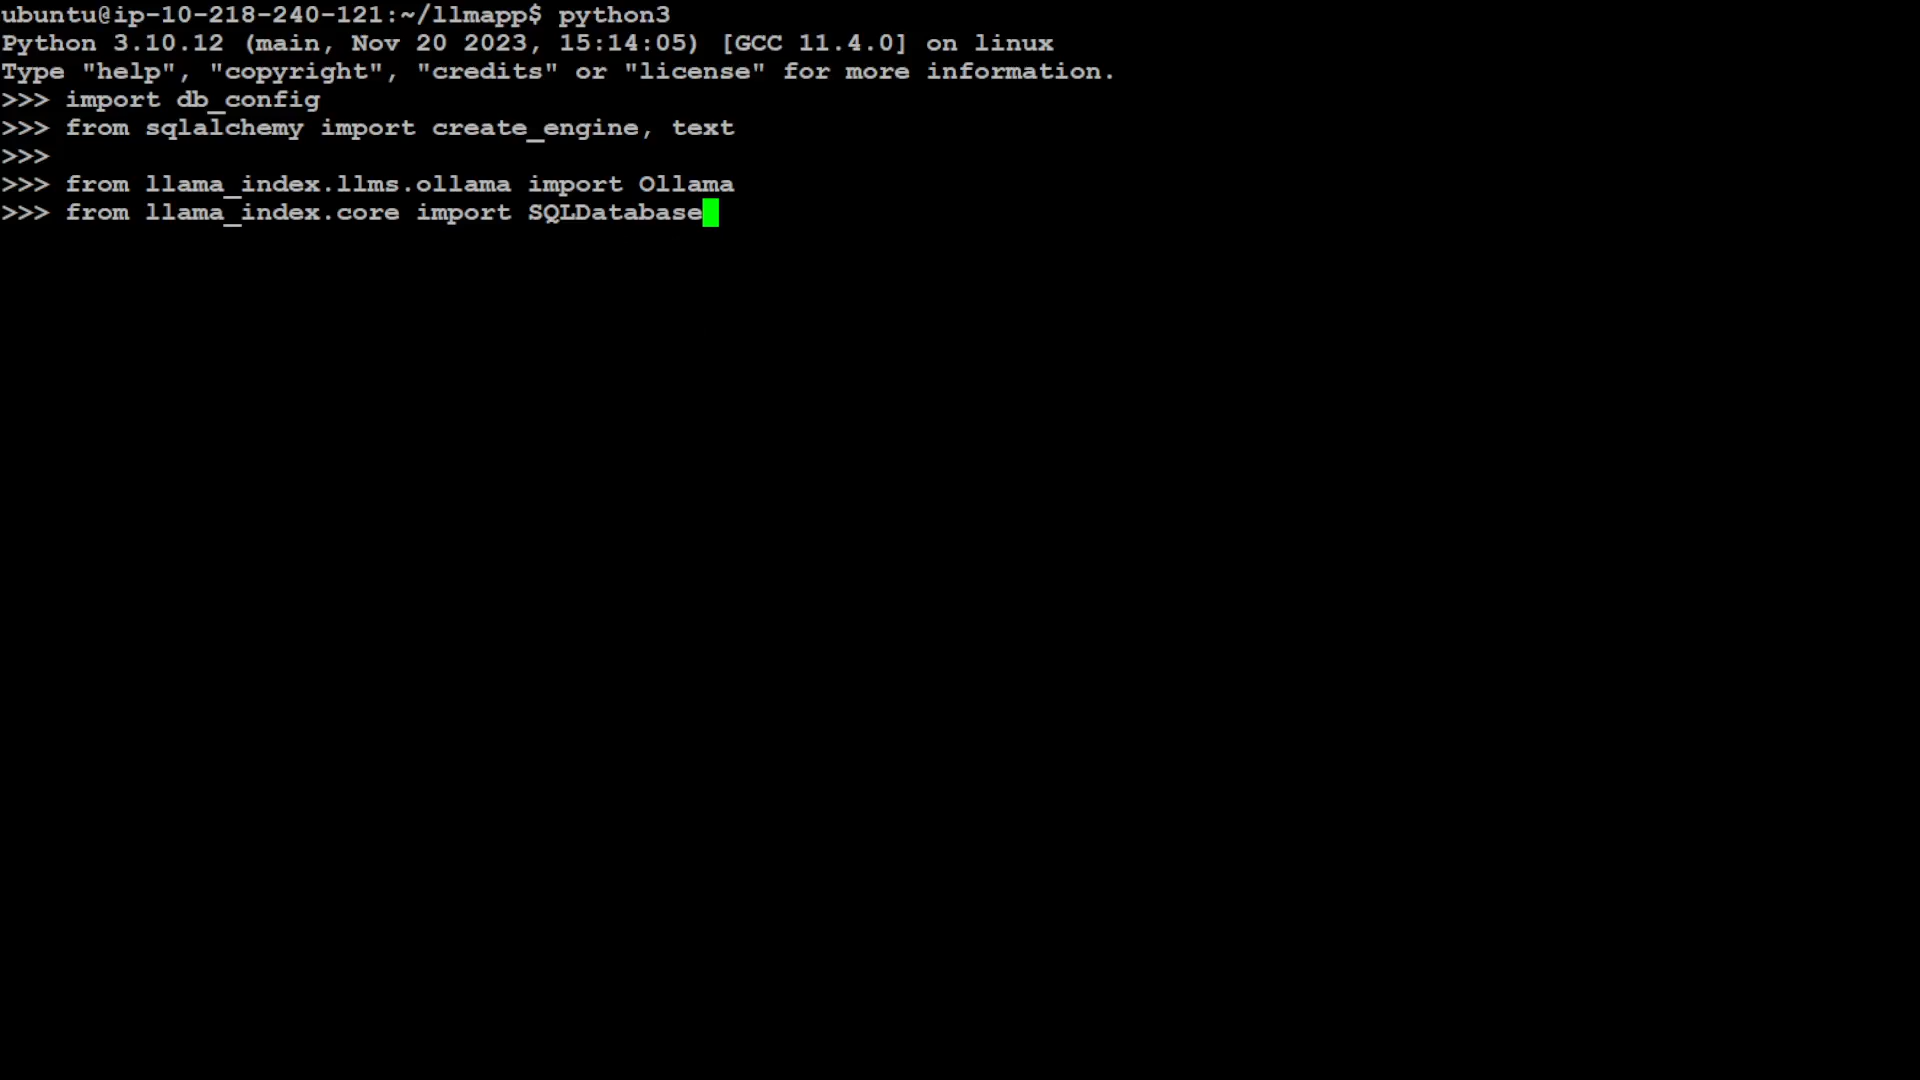 ubuntu@ip-10-218-240-121:~/llmapp$ python3
Python 3.10.12 (main, Nov 20 2023, 15:14:05) [GCC 11.4.0] on linux
Type "help", "copyright", "credits" or "license" for more information.
>>> import db_config
>>> from sqlalchemy import create_engine, text
>>>
>>> from llama_index.llms.ollama import Ollama
>>> from llama_index.core import SQLDatabase